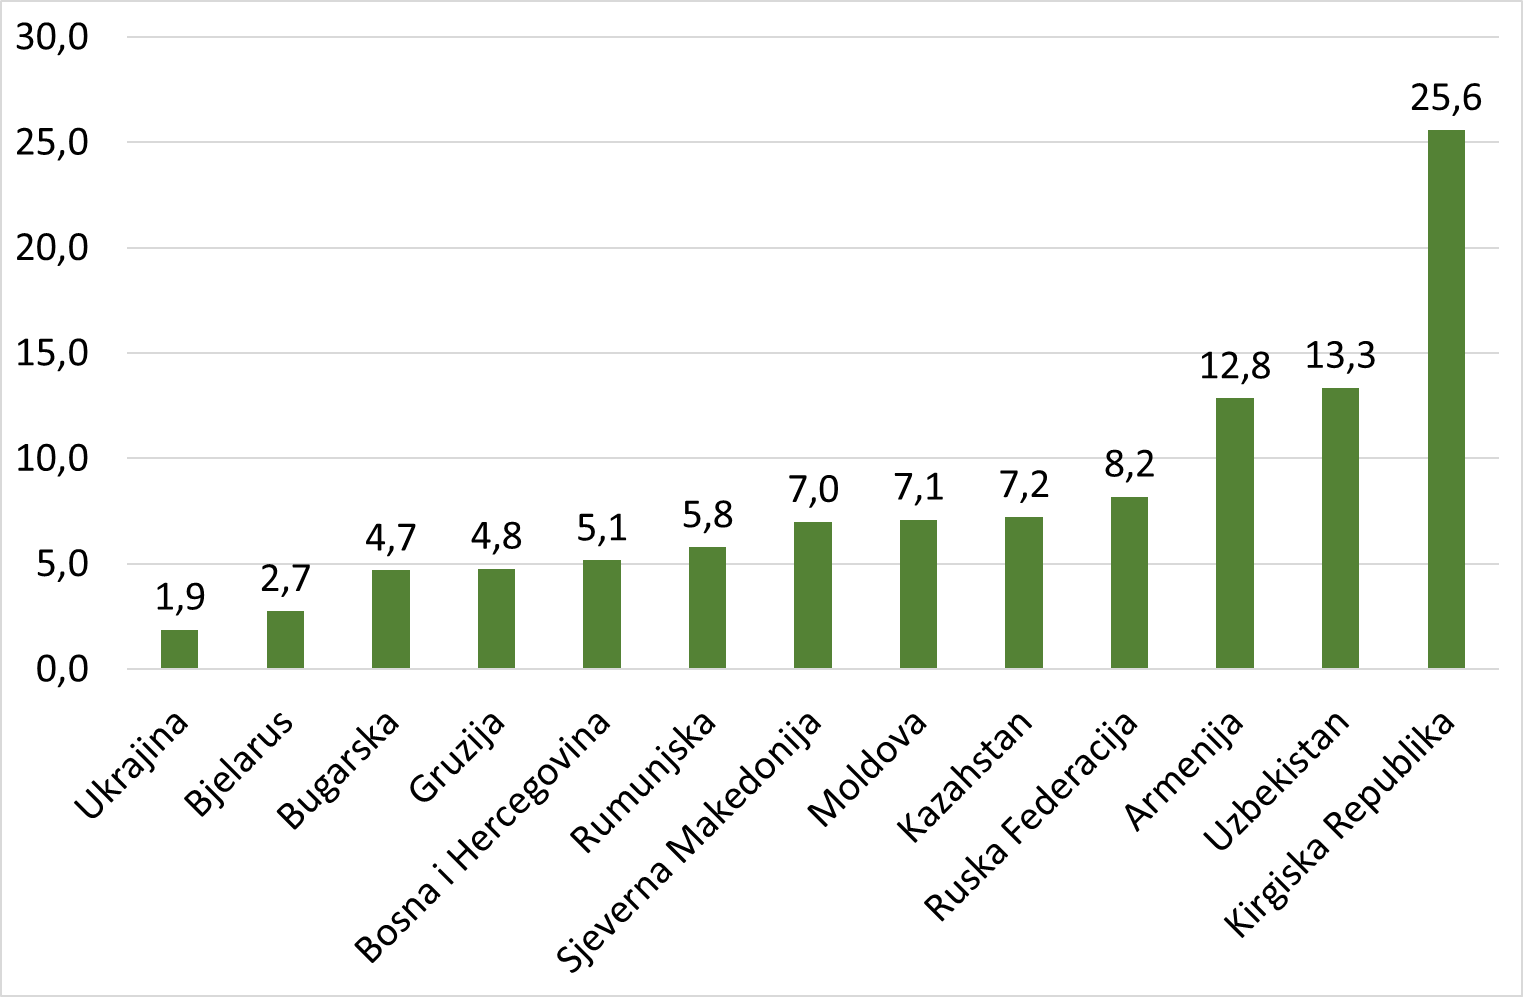 30,0
25,0
20,0
15,0
10,0
5,0
0,0
1,9
2,7
4,7
4,8
5,1
5,8
7,0
7,1
7,2
8,2
12,8
13,3
25,6
Ukrajina
Bjelarus
Bugarska
Gruzija
Bosna i Hercegovina
Rumunjska
Sjeverna Makedonija
Moldova
Kazahstan
Ruska Federacija
Armenija
Uzbekistan
Kirgiska Republika